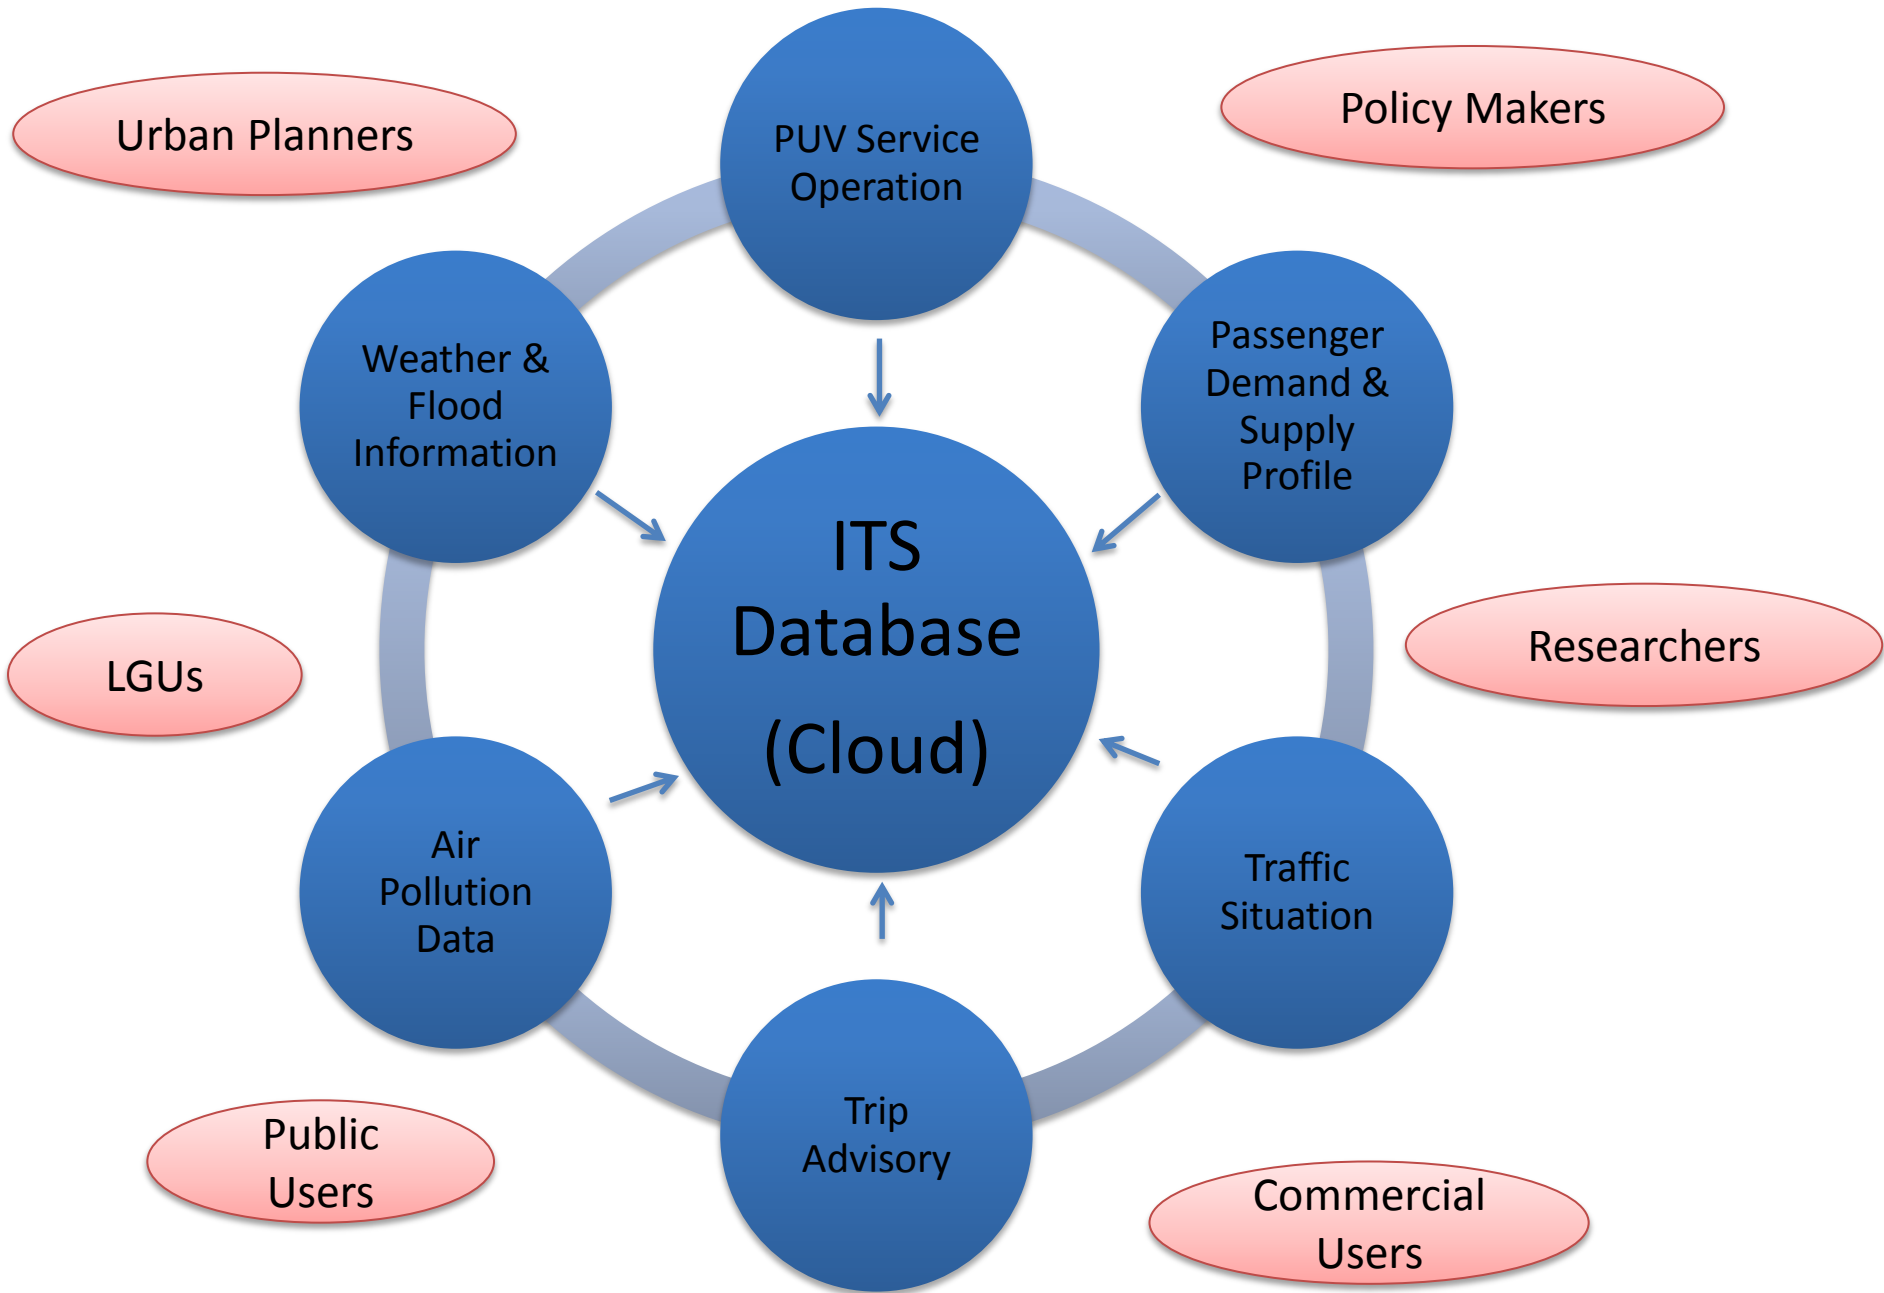 Urban Planners
PUV Service
Operation
Policy Makers
Weather &
Flood
Information
Passenger
Demand &
Supply
Profile
ITS
Database
(Cloud)
LGUs
Researchers
Air
Pollution
Data
Traffic
Situation
Public
Users
Trip
Advisory
Commercial
Users